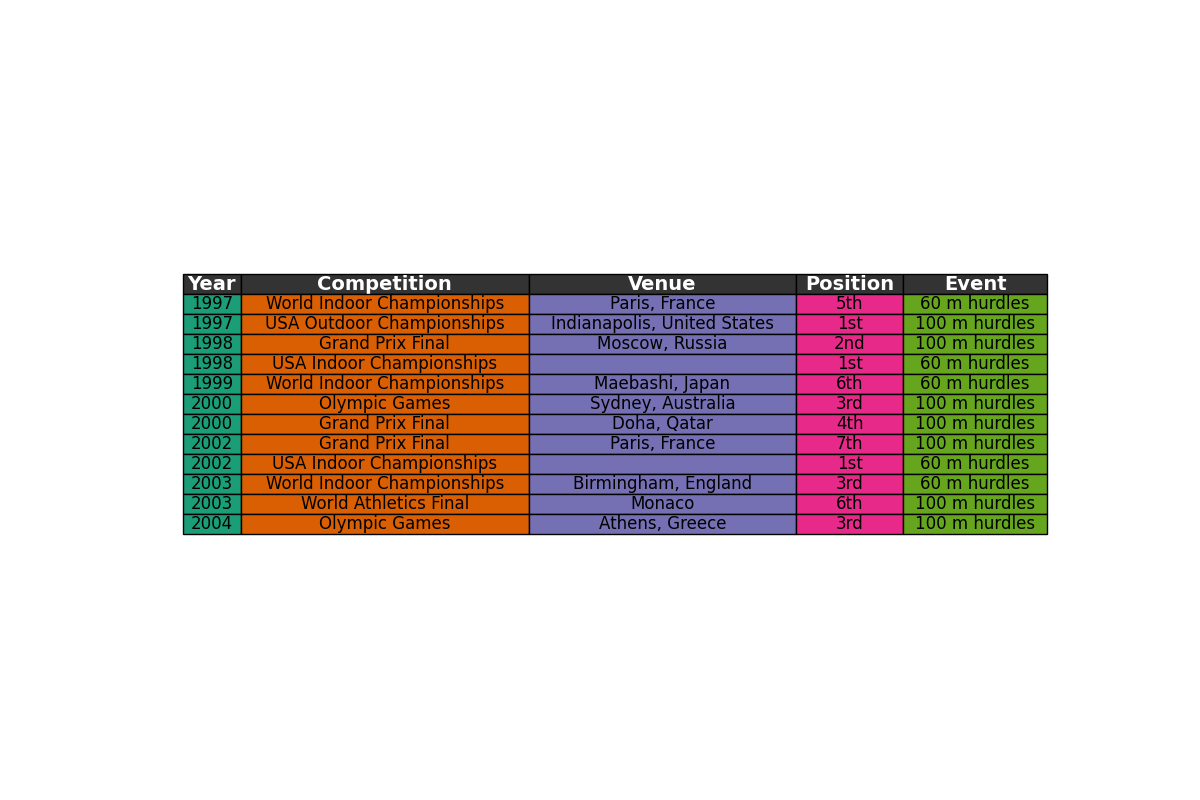 Year Competition Venue Position Event
1997 World Indoor Championships Paris, France 5th 60 m hurdles
1997 USA Outdoor Championships Indianapolis, United States 1st 100 m hurdles
1998 Grand Prix Final Moscow, Russia 2nd 100 m hurdles
1998 USA Indoor Championships 1st 60 m hurdles
1999 World Indoor Championships Maebashi, Japan 6th 60 m hurdles
2000 Olympic Games Sydney, Australia 3rd 100 m hurdles
2000 Grand Prix Final Doha, Qatar 4th 100 m hurdles
2002 Grand Prix Final Paris, France 7th 100 m hurdles
2002 USA Indoor Championships 1st 60 m hurdles
2003 World Indoor Championships Birmingham, England 3rd 60 m hurdles
2003 World Athletics Final Monaco 6th 100 m hurdles
2004 Olympic Games Athens, Greece 3rd 100 m hurdles